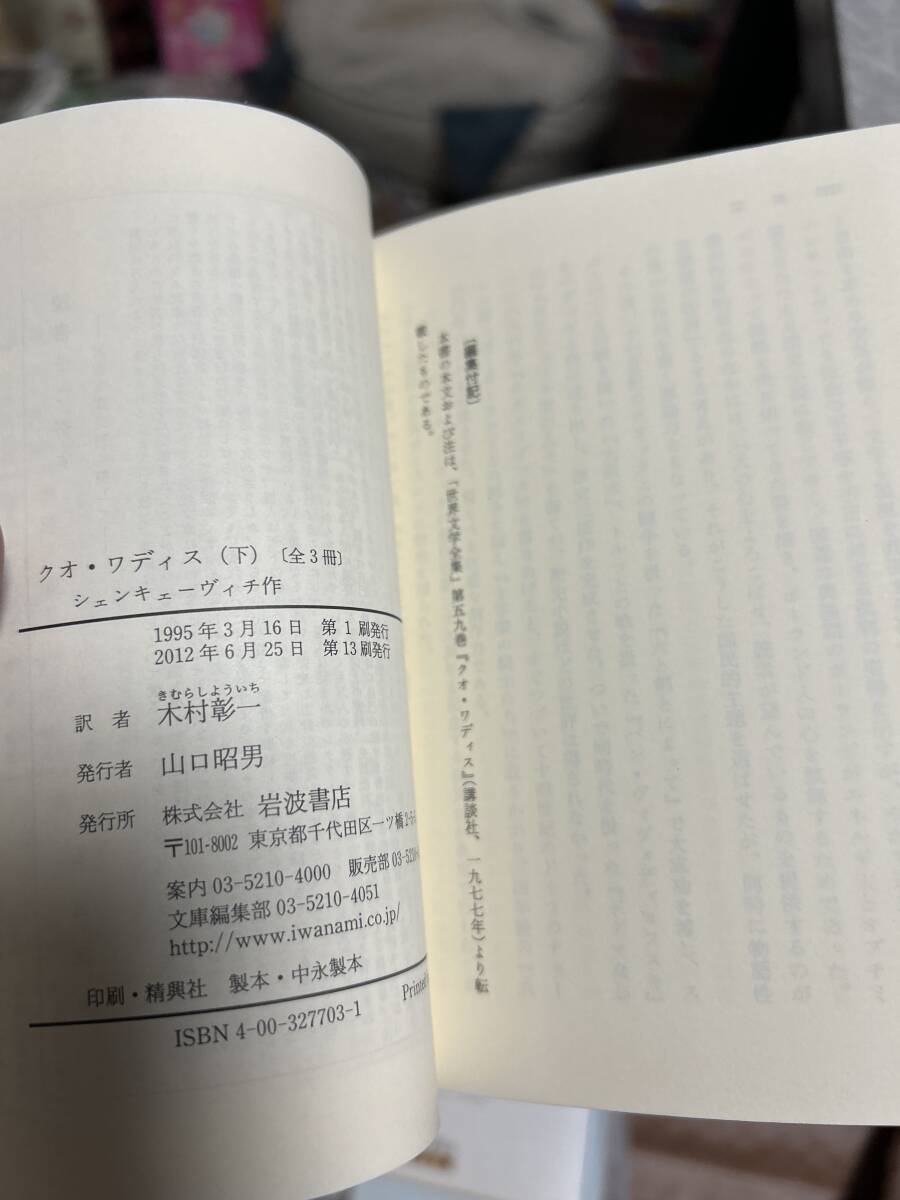 [編集付記]
本書の本文および注は、「世界文学全集」第五九巻『クオ・ワディス』(講談社、一九七七年)より転
載したものである。
クオ・ワディス(下)〔全3冊〕
シェンキェーヴィチ作
1995年3月16日 第1刷発行
2012年6月25日 第13刷発行
きむらしょういち
訳者 木村彰一
発行者 山口昭男
発行所 株式会社 岩波書店
〒101-8002 東京都千代田区一ツ橋2-5-
案内 03-5210-4000 販売部 03-5210-
文庫編集部 03-5210-4051
http://www.iwanami.co.jp/
印刷・精興社 製本・中永製本
ISBN 4-00-327703-1 Printed